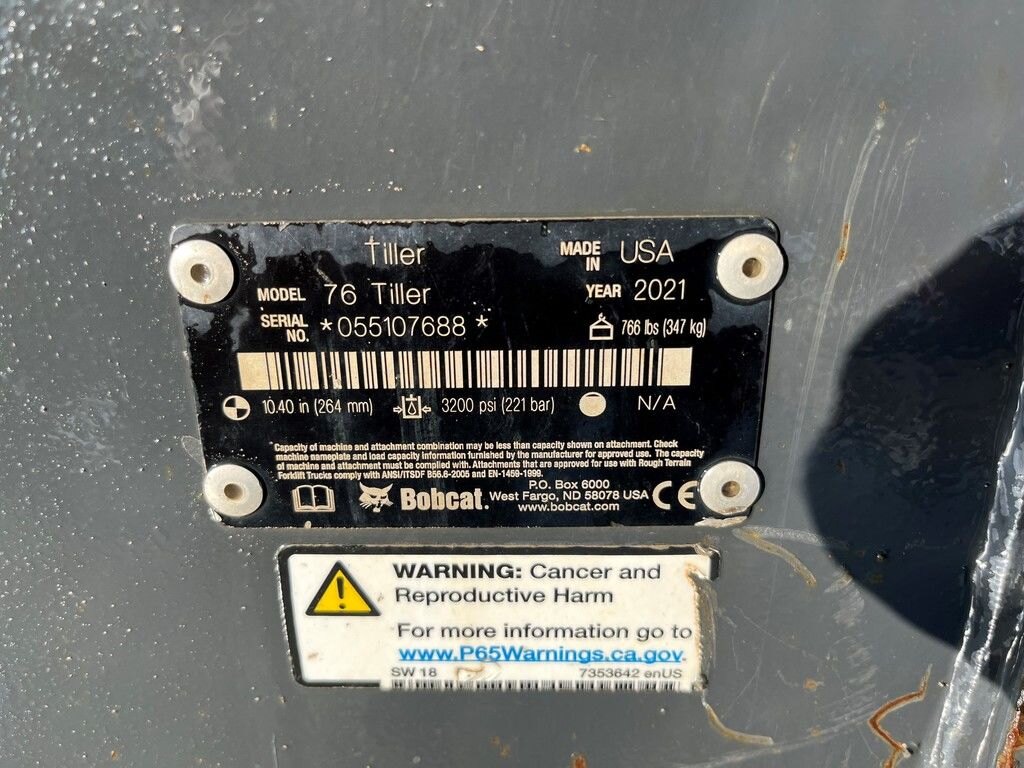 Tiller
MADE IN USA
MODEL 76 Tiller
YEAR 2021
SERIAL NO. *055107688*
766 lbs (347 kg)
10.40 in (264 mm) 3200 psi (221 bar) N/A
Capacity of machine and attachment combination may be less than capacity shown on attachment. Check
machine nameplate and load capacity information furnished by the manufacturer for approved use. The capacity
of machine and attachment must be complied with. Attachments that are approved for use with Rough Terrain
Forklift Trucks comply with ANSI/ITSDF B56.6-2005 and EN-1459-1999.
Bobcat.
P.O. Box 6000
West Fargo, ND 58078 USA
www.bobcat.com
CE
WARNING: Cancer and
Reproductive Harm
For more information go to
www.P65Warnings.ca.gov.
SW 18 7353642 enUS